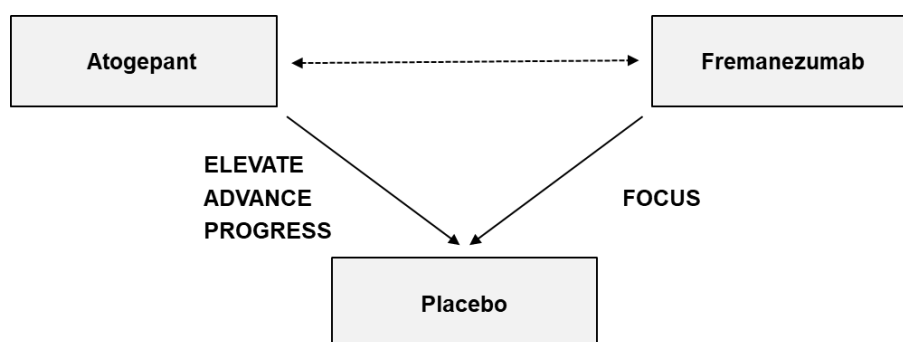 Atogepant
Fremanezumab
ELEVATE
ADVANCE
PROGRESS
FOCUS
Placebo